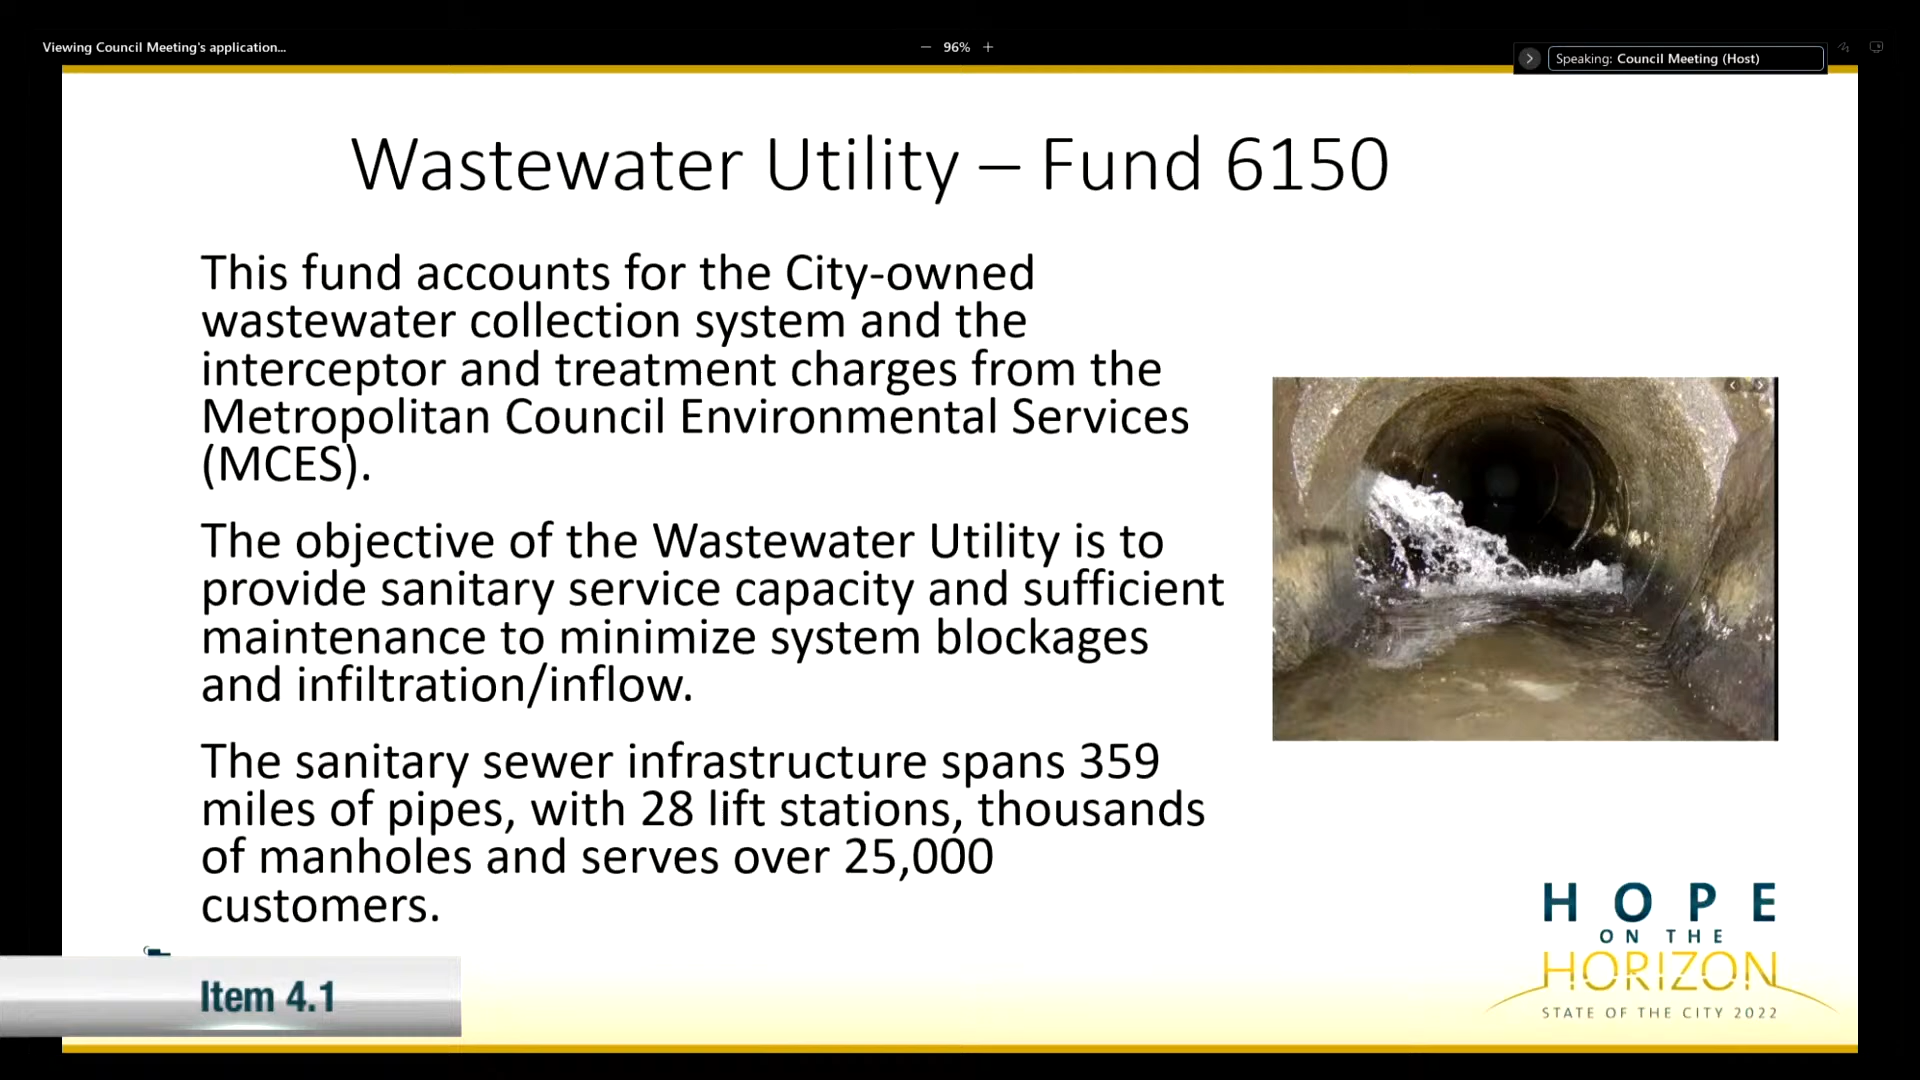 Viewing Council Meeting's application...
96%
Speaking: Council Meeting (Host)
Wastewater Utility – Fund 6150
This fund accounts for the City-owned
wastewater collection system and the
interceptor and treatment charges from the
Metropolitan Council Environmental Services
(MCES).
The objective of the Wastewater Utility is to
provide sanitary service capacity and sufficient
maintenance to minimize system blockages
and infiltration/inflow.
The sanitary sewer infrastructure spans 359
miles of pipes, with 28 lift stations, thousands
of manholes and serves over 25,000
customers.
HOPE
ON THE
HORIZON
STATE OF THE CITY 2022
Item 4.1